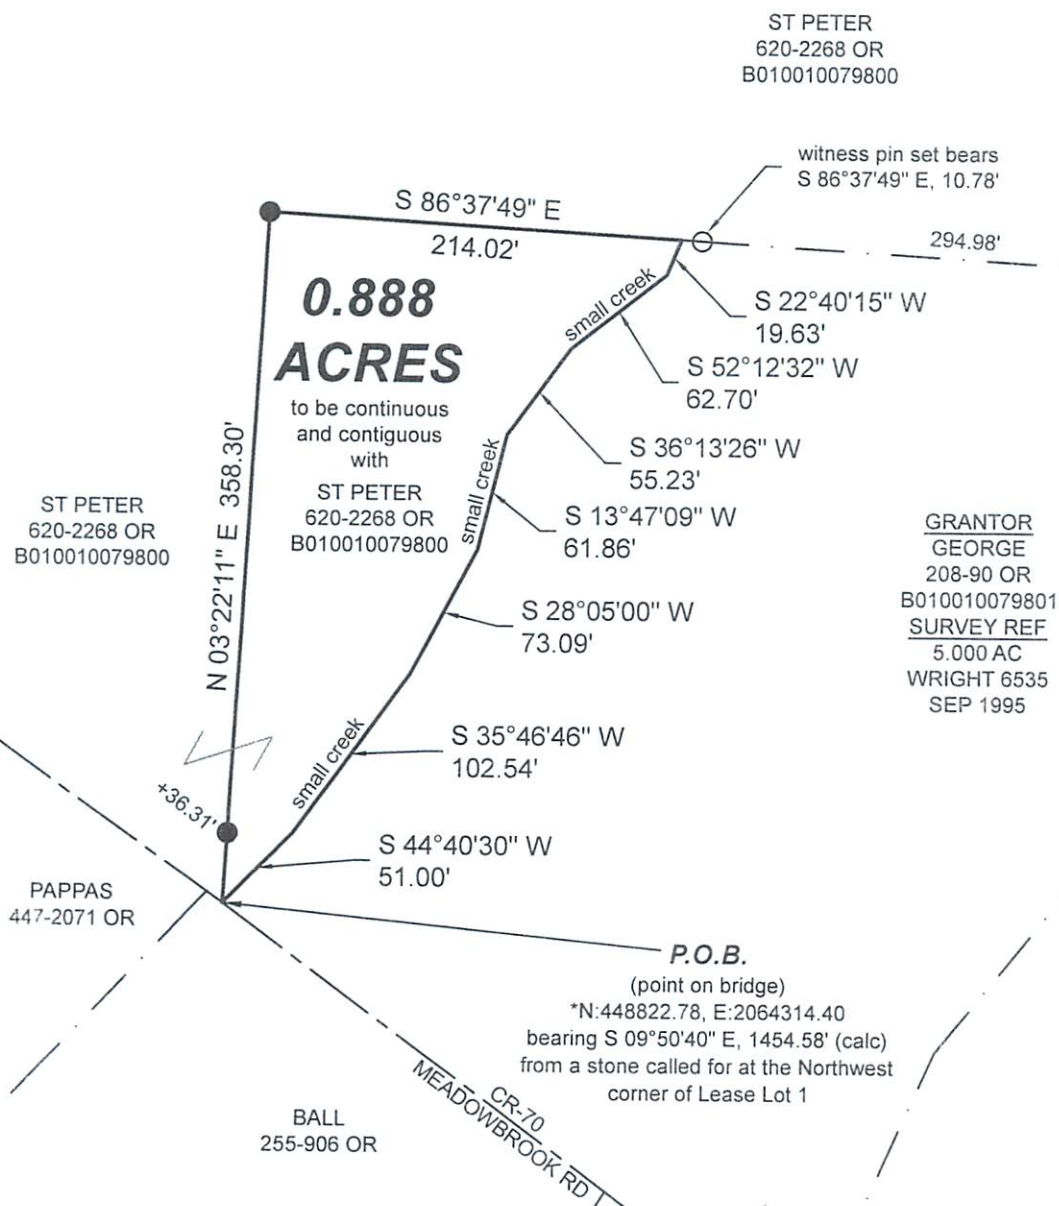 ST PETER
620-2268 OR
B010010079800
witness pin set bears
S 86°37'49" E, 10.78'
S 86°37'49" E
214.02'
294.98'
0.888
ACRES
to be continuous
and contiguous
with
ST PETER
620-2268 OR
B010010079800
small creek
S 22°40'15" W
19.63'
S 52°12'32" W
62.70'
S 36°13'26" W
55.23'
small creek
S 13°47'09" W
61.86'
N 03°22'11" E 358.30'
ST PETER
620-2268 OR
B010010079800
GRANTOR
GEORGE
208-90 OR
B010010079801
SURVEY REF
5.000 AC
WRIGHT 6535
SEP 1995
S 28°05'00" W
73.09'
S 35°46'46" W
102.54'
small creek
+36.31'
S 44°40'30" W
51.00'
PAPPAS
447-2071 OR
P.O.B.
(point on bridge)
*N:448822.78, E:2064314.40
bearing S 09°50'40" E, 1454.58' (calc)
from a stone called for at the Northwest
corner of Lease Lot 1
CR-70
MEADOWBROOK RD
BALL
255-906 OR